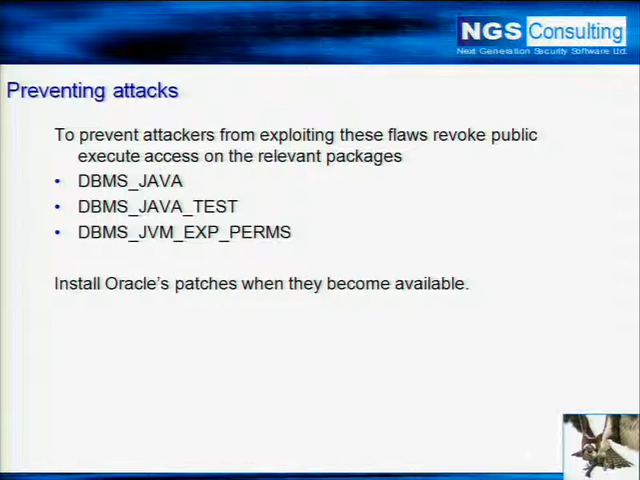 NGS Consulting
Next Generation Security Software Ltd.
Preventing attacks
To prevent attackers from exploiting these flaws revoke public
execute access on the relevant packages
• DBMS_JAVA
• DBMS_JAVA_TEST
• DBMS_JVM_EXP_PERMS
Install Oracle's patches when they become available.